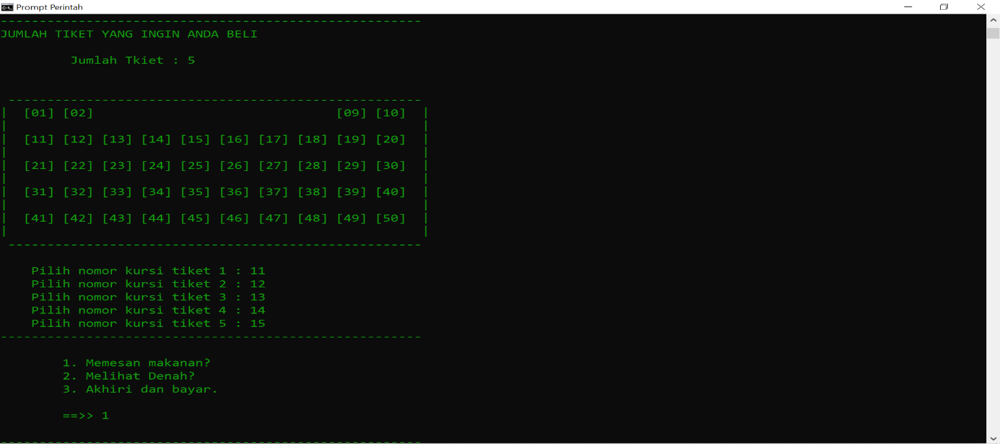 Prompt Perintah
------------------------------------------------------
JUMLAH TIKET YANG INGIN ANDA BELI
Jumlah Tkiet : 5
-----------------------------------------------------
| [01] [02] [09] [10] |
| |
| [11] [12] [13] [14] [15] [16] [17] [18] [19] [20] |
| |
| [21] [22] [23] [24] [25] [26] [27] [28] [29] [30] |
| |
| [31] [32] [33] [34] [35] [36] [37] [38] [39] [40] |
| |
| [41] [42] [43] [44] [45] [46] [47] [48] [49] [50] |
| |
-----------------------------------------------------
Pilih nomor kursi tiket 1 : 11
Pilih nomor kursi tiket 2 : 12
Pilih nomor kursi tiket 3 : 13
Pilih nomor kursi tiket 4 : 14
Pilih nomor kursi tiket 5 : 15
------------------------------------------------------
1. Memesan makanan?
2. Melihat Denah?
3. Akhiri dan bayar.
==>> 1
------------------------------------------------------